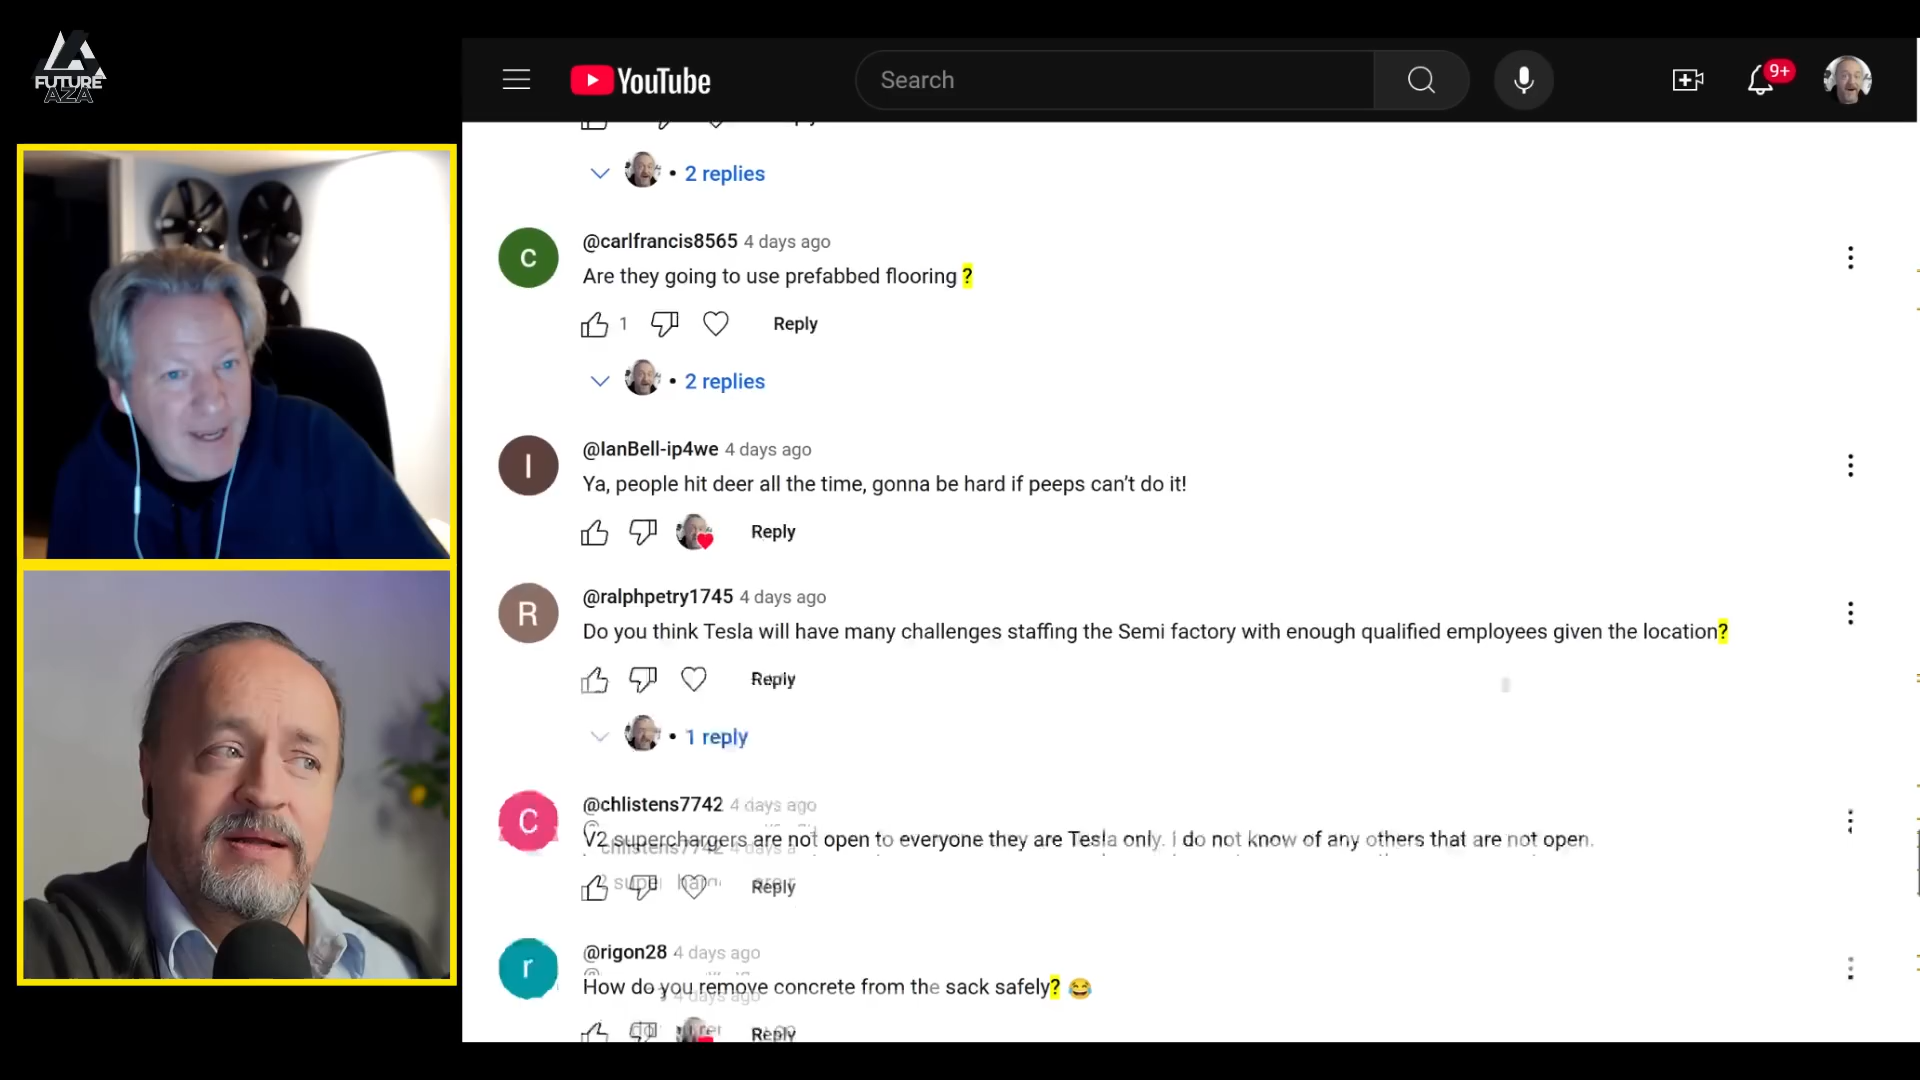 FUTURE
AZA
YouTube
Search
9+
2 replies
@carlfrancis8565 4 days ago
Are they going to use prefabbed flooring ?
1
Reply
2 replies
@IanBell-ip4we 4 days ago
Ya, people hit deer all the time, gonna be hard if peeps can't do it!
Reply
@ralphpetry1745 4 days ago
Do you think Tesla will have many challenges staffing the Semi factory with enough qualified employees given the location?
Reply
1 reply
@chlistens7742 4 days ago
V2 superchargers are not open to everyone they are Tesla only. I do not know of any others that are not open.
Reply
@rigon28 4 days ago
How do you remove concrete from the sack safely? 😂
Reply